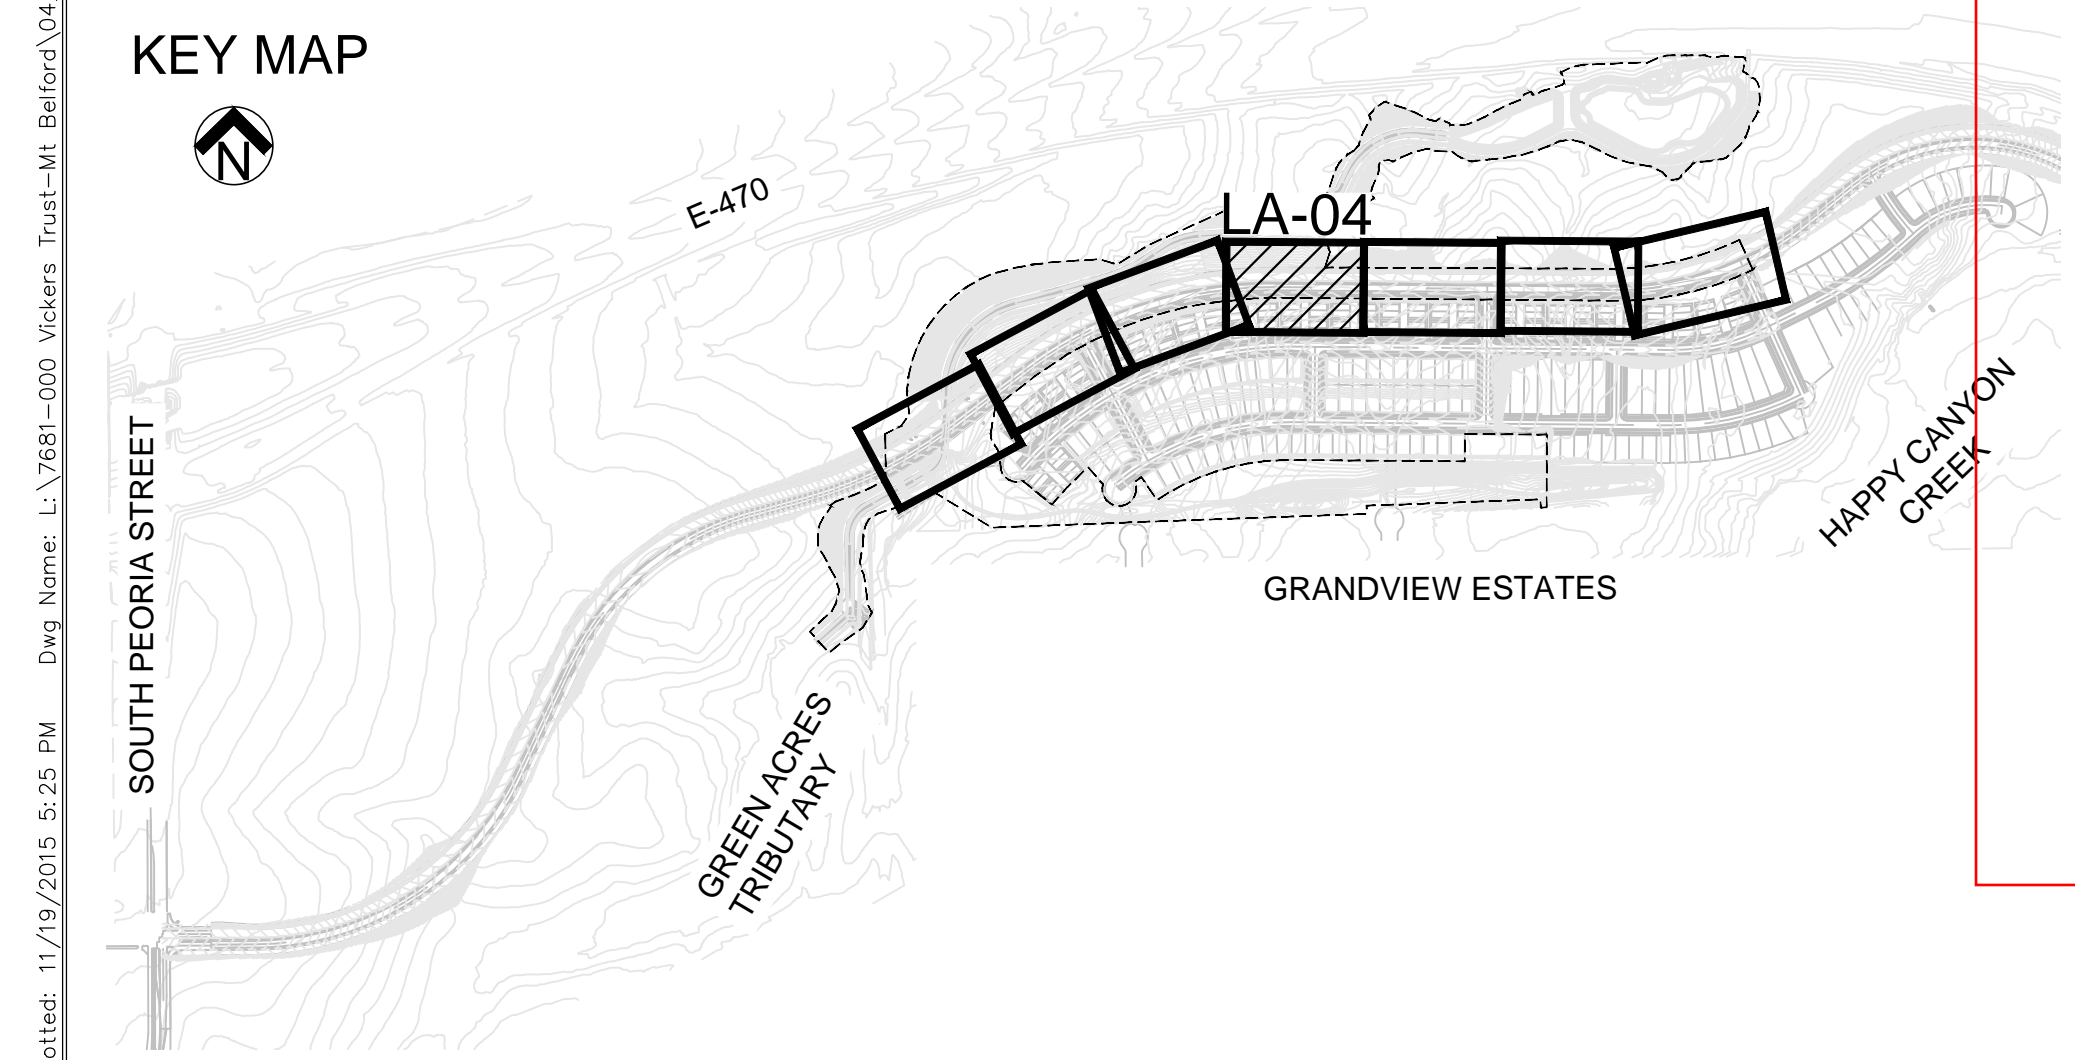 KEY MAP
N
E-470
LA-04
SOUTH PEORIA STREET
HAPPY CANYON
CREEK
GRANDVIEW ESTATES
GREEN ACRES
TRIBUTARY
otted: 11/19/2015 5:25 PM Dwg Name: L:\7681-000 Vickers Trust-Mt Belford\04